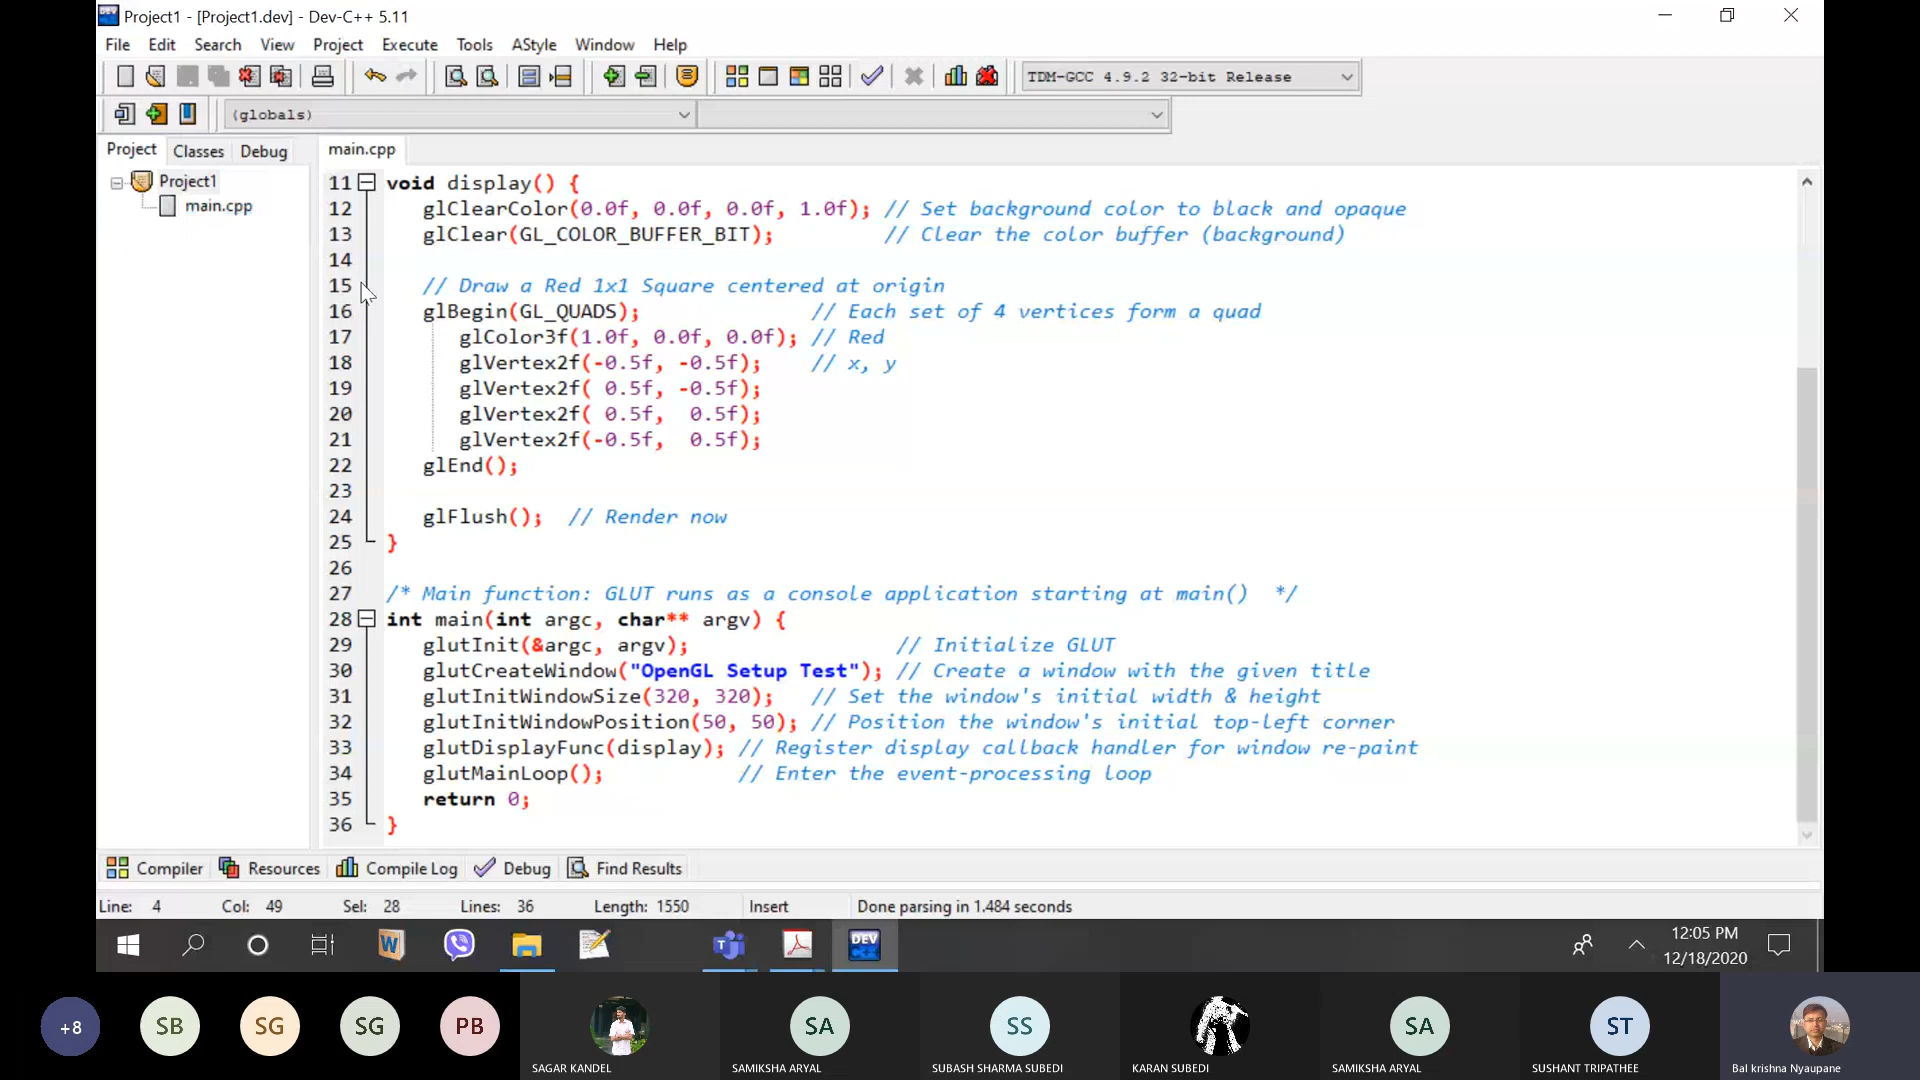 Project1 - [Project1.dev] - Dev-C++ 5.11
File Edit Search View Project Execute Tools AStyle Window Help
TDM-GCC 4.9.2 32-bit Release
(globals)
Project Classes Debug
main.cpp
Project1
main.cpp
11 void display() {
12 glClearColor(0.0f, 0.0f, 0.0f, 1.0f); // Set background color to black and opaque
13 glClear(GL_COLOR_BUFFER_BIT); // Clear the color buffer (background)
14
15 // Draw a Red 1x1 Square centered at origin
16 glBegin(GL_QUADS); // Each set of 4 vertices form a quad
17 glColor3f(1.0f, 0.0f, 0.0f); // Red
18 glVertex2f(-0.5f, -0.5f); // x, y
19 glVertex2f( 0.5f, -0.5f);
20 glVertex2f( 0.5f, 0.5f);
21 glVertex2f(-0.5f, 0.5f);
22 glEnd();
23
24 glFlush(); // Render now
25 }
26
27 /* Main function: GLUT runs as a console application starting at main() */
28 int main(int argc, char** argv) {
29 glutInit(&argc, argv); // Initialize GLUT
30 glutCreateWindow("OpenGL Setup Test"); // Create a window with the given title
31 glutInitWindowSize(320, 320); // Set the window's initial width & height
32 glutInitWindowPosition(50, 50); // Position the window's initial top-left corner
33 glutDisplayFunc(display); // Register display callback handler for window re-paint
34 glutMainLoop(); // Enter the event-processing loop
35 return 0;
36 }
Compiler Resources Compile Log Debug Find Results
Line: 4 Col: 49 Sel: 28 Lines: 36 Length: 1550 Insert Done parsing in 1.484 seconds
DEV
12:05 PM
12/18/2020
+8 SB SG SG PB SA SS SA ST
SAGAR KANDEL SAMIKSHA ARYAL SUBASH SHARMA SUBEDI KARAN SUBEDI SAMIKSHA ARYAL SUSHANT TRIPATHEE Bal krishna Nyaupane